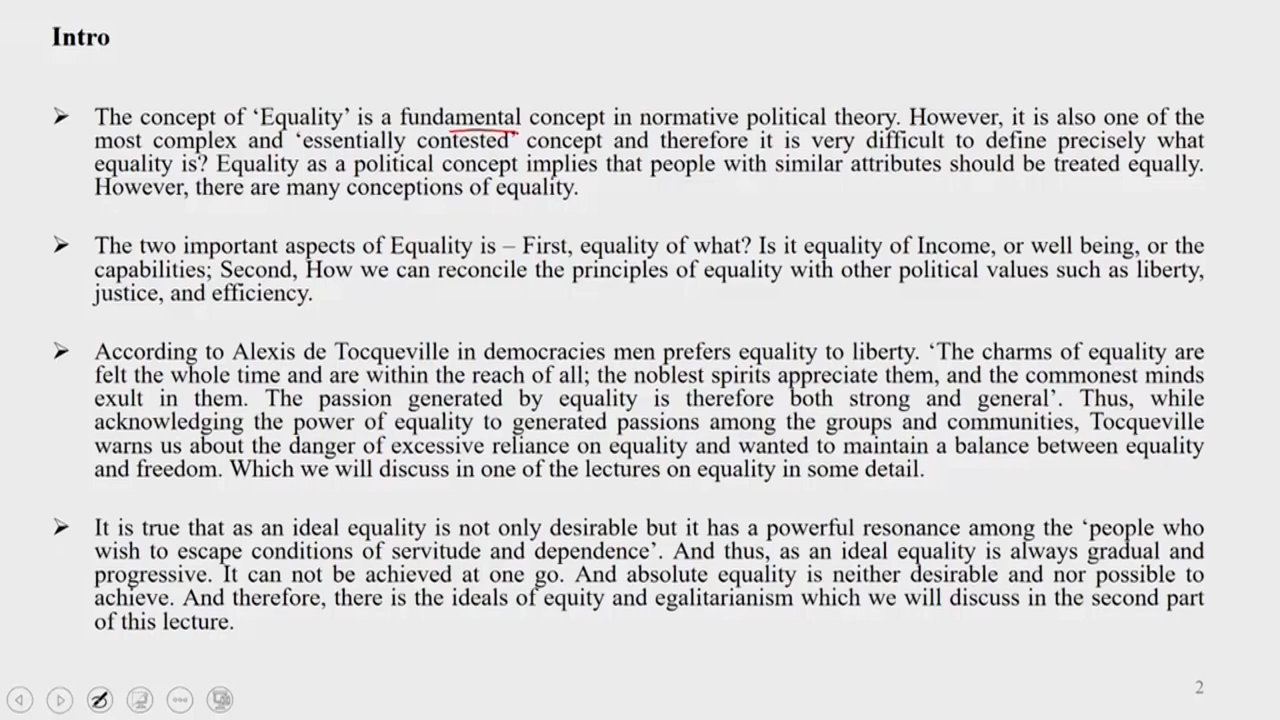 Intro
➢ The concept of ‘Equality’ is a fundamental concept in normative political theory. However, it is also one of the
most complex and ‘essentially contested’ concept and therefore it is very difficult to define precisely what
equality is? Equality as a political concept implies that people with similar attributes should be treated equally.
However, there are many conceptions of equality.
➢ The two important aspects of Equality is – First, equality of what? Is it equality of Income, or well being, or the
capabilities; Second, How we can reconcile the principles of equality with other political values such as liberty,
justice, and efficiency.
➢ According to Alexis de Tocqueville in democracies men prefers equality to liberty. ‘The charms of equality are
felt the whole time and are within the reach of all; the noblest spirits appreciate them, and the commonest minds
exult in them. The passion generated by equality is therefore both strong and general’. Thus, while
acknowledging the power of equality to generated passions among the groups and communities, Tocqueville
warns us about the danger of excessive reliance on equality and wanted to maintain a balance between equality
and freedom. Which we will discuss in one of the lectures on equality in some detail.
➢ It is true that as an ideal equality is not only desirable but it has a powerful resonance among the ‘people who
wish to escape conditions of servitude and dependence’. And thus, as an ideal equality is always gradual and
progressive. It can not be achieved at one go. And absolute equality is neither desirable and nor possible to
achieve. And therefore, there is the ideals of equity and egalitarianism which we will discuss in the second part
of this lecture.
2